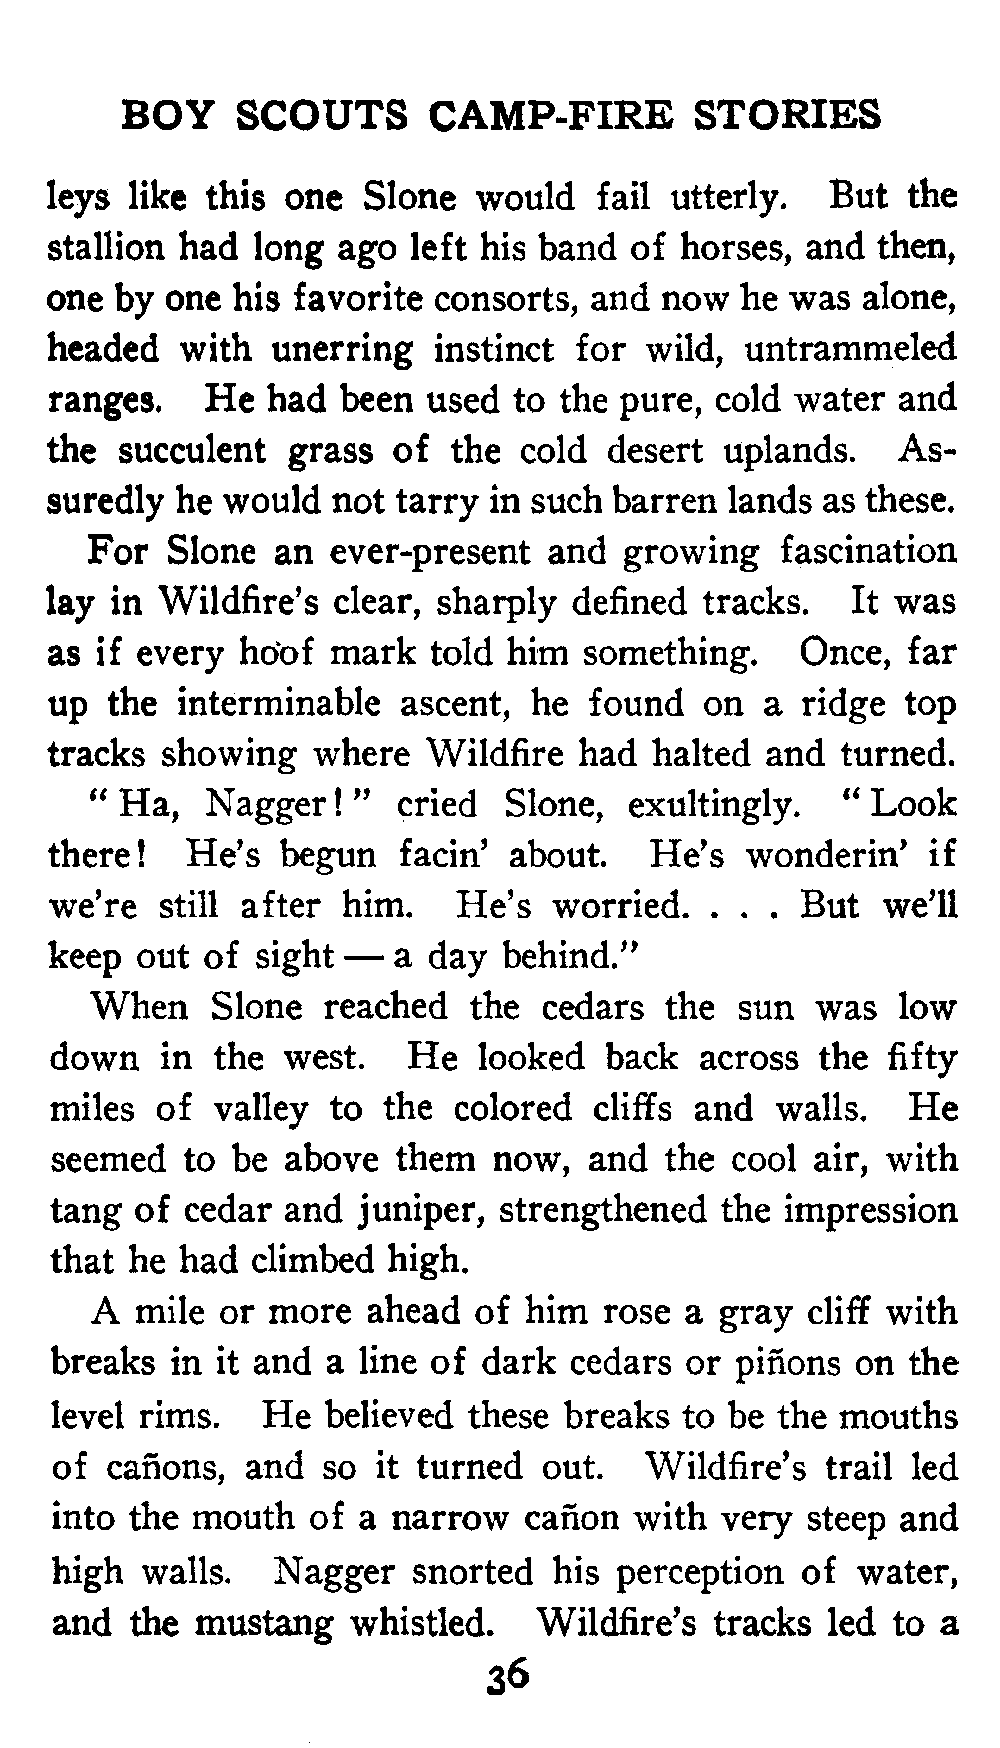 BOY SCOUTS CAMP-FIRE STORIES
leys like this one Slone would fail utterly. But the
stallion had long ago left his band of horses, and then,
one by one his favorite consorts, and now he was alone,
headed with unerring instinct for wild, untrammeled
ranges. He had been used to the pure, cold water and
the succulent grass of the cold desert uplands. As-
suredly he would not tarry in such barren lands as these.
For Slone an ever-present and growing fascination
lay in Wildfire's clear, sharply defined tracks. It was
as if every hoof mark told him something. Once, far
up the interminable ascent, he found on a ridge top
tracks showing where Wildfire had halted and turned.
“ Ha, Nagger! ” cried Slone, exultingly. “ Look
there! He's begun facin' about. He's wonderin' if
we're still after him. He's worried. . . . But we'll
keep out of sight — a day behind.”
When Slone reached the cedars the sun was low
down in the west. He looked back across the fifty
miles of valley to the colored cliffs and walls. He
seemed to be above them now, and the cool air, with
tang of cedar and juniper, strengthened the impression
that he had climbed high.
A mile or more ahead of him rose a gray cliff with
breaks in it and a line of dark cedars or piñons on the
level rims. He believed these breaks to be the mouths
of cañons, and so it turned out. Wildfire's trail led
into the mouth of a narrow cañon with very steep and
high walls. Nagger snorted his perception of water,
and the mustang whistled. Wildfire's tracks led to a
36